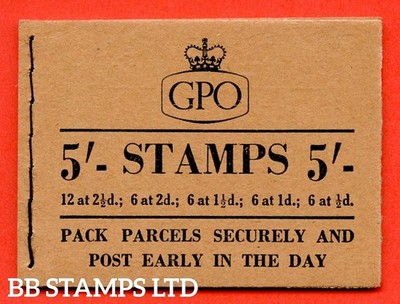 GPO
5'- STAMPS 5'-
12 at 2½d.; 6 at 2d.; 6 at 1½d.; 6 at 1d.; 6 at ½d.
PACK PARCELS SECURELY AND
POST EARLY IN THE DAY
BB STAMPS LTD